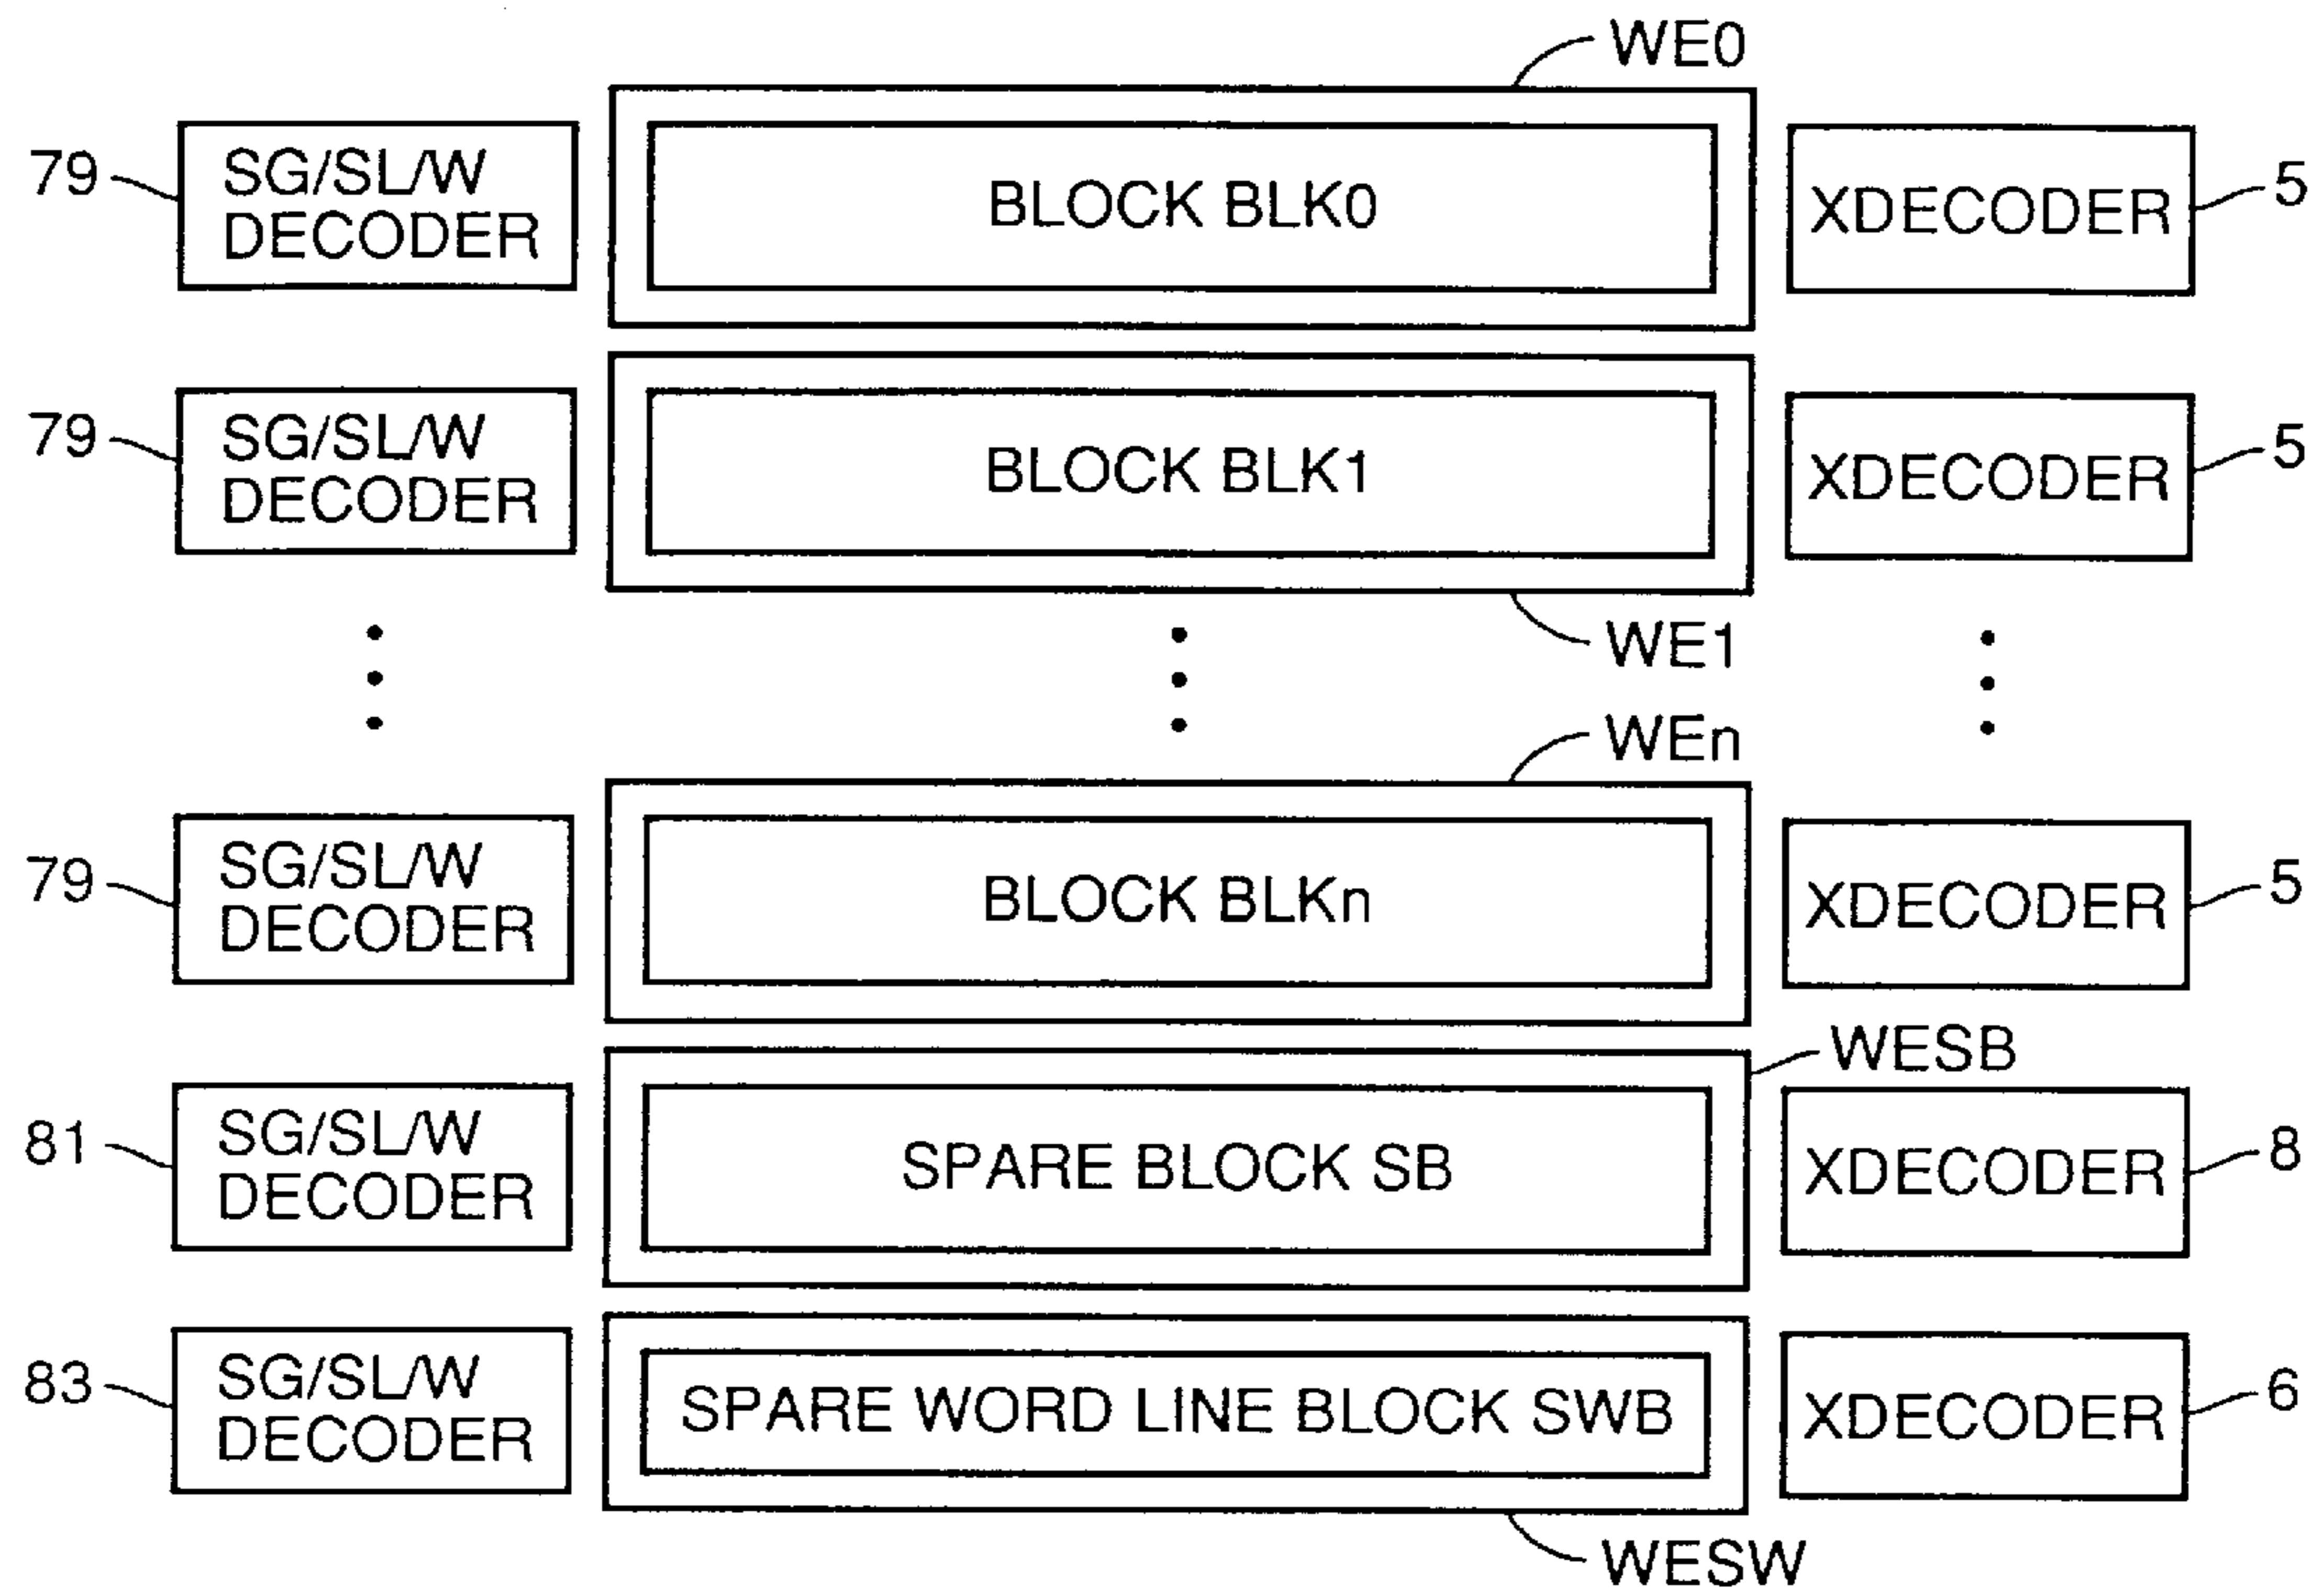 WE0
79
SG/SL/W
DECODER
BLOCK BLK0
XDECODER
5
79
SG/SL/W
DECODER
BLOCK BLK1
XDECODER
5
WE1
WEn
79
SG/SL/W
DECODER
BLOCK BLKn
XDECODER
5
WESB
81
SG/SL/W
DECODER
SPARE BLOCK SB
XDECODER
8
83
SG/SL/W
DECODER
SPARE WORD LINE BLOCK SWB
XDECODER
6
WESW